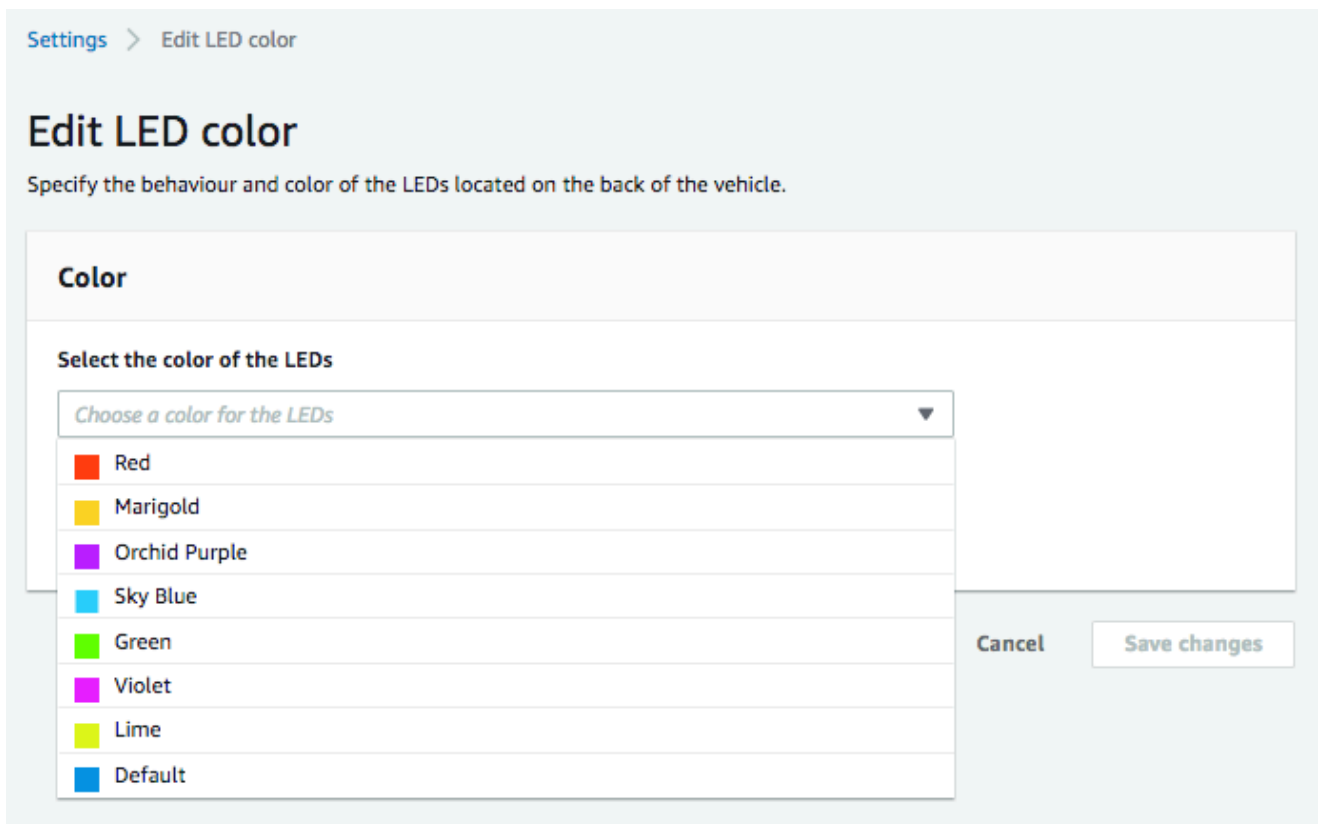 Settings > Edit LED color
Edit LED color
Specify the behaviour and color of the LEDs located on the back of the vehicle.
Color
Select the color of the LEDs
Choose a color for the LEDs
Red
Marigold
Orchid Purple
Sky Blue
Green
Violet
Lime
Default
Cancel Save changes